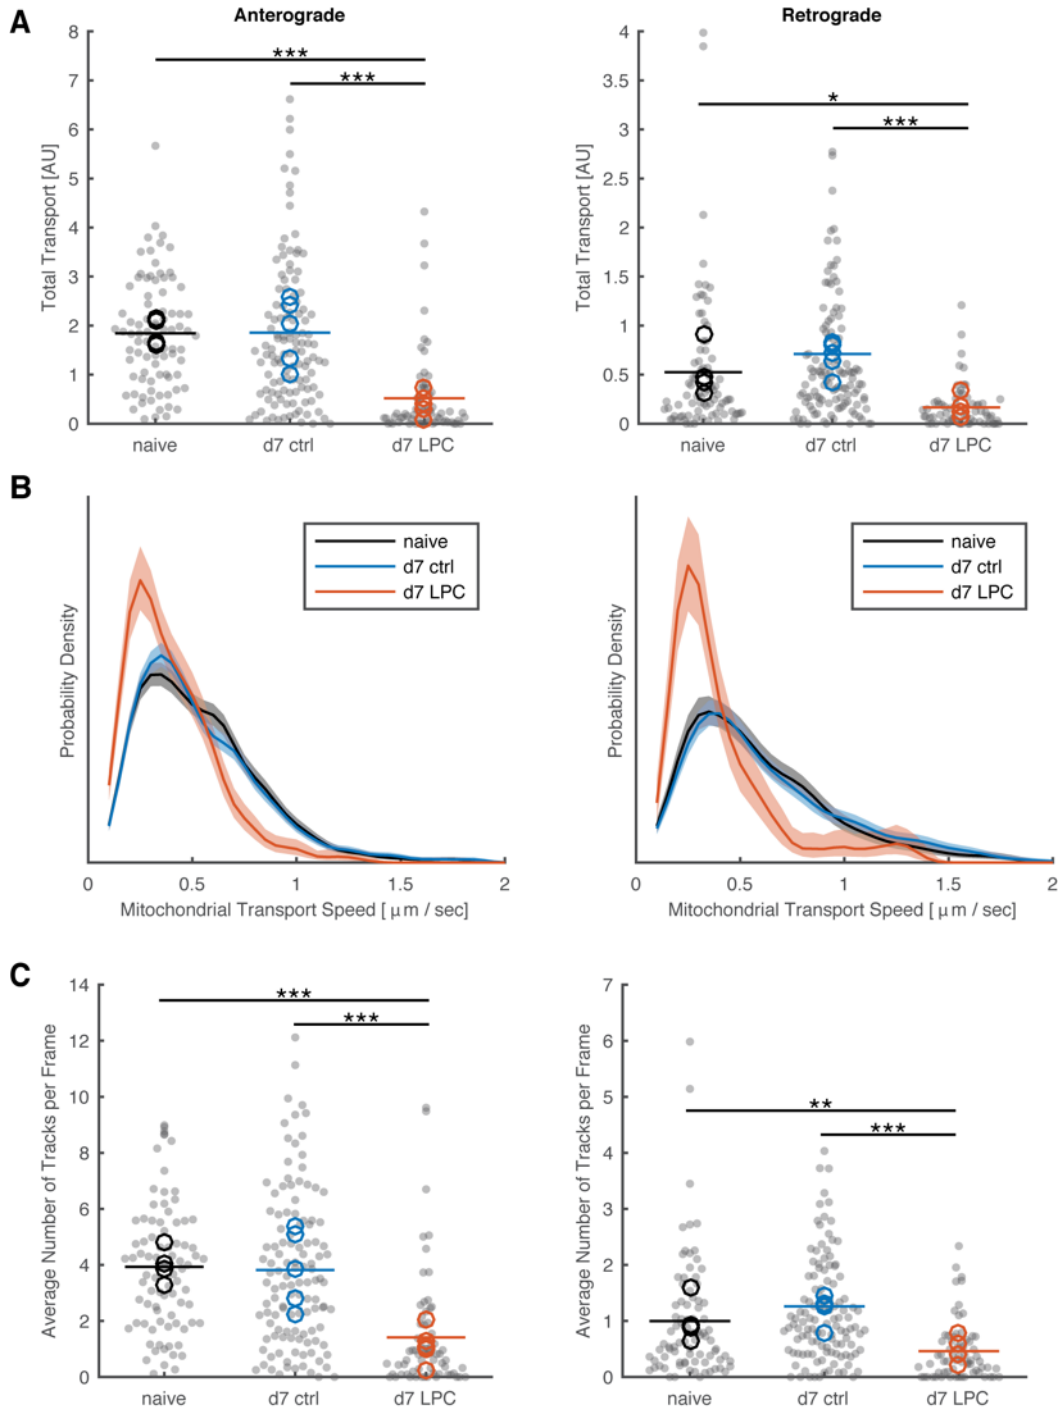 A
Anterograde
Retrograde
Total Transport [AU]
8
7
6
5
4
3
2
1
0
***
***
naive
d7 ctrl
d7 LPC
Total Transport [AU]
4
3.5
3
2.5
2
1.5
1
0.5
0
*
***
naive
d7 ctrl
d7 LPC
B
Probability Density
naive
d7 ctrl
d7 LPC
0
0.5
1
1.5
2
Mitochondrial Transport Speed [ μm / sec]
Probability Density
naive
d7 ctrl
d7 LPC
0
0.5
1
1.5
2
Mitochondrial Transport Speed [ μm / sec]
C
Average Number of Tracks per Frame
14
12
10
8
6
4
2
0
***
***
naive
d7 ctrl
d7 LPC
Average Number of Tracks per Frame
7
6
5
4
3
2
1
0
**
***
naive
d7 ctrl
d7 LPC